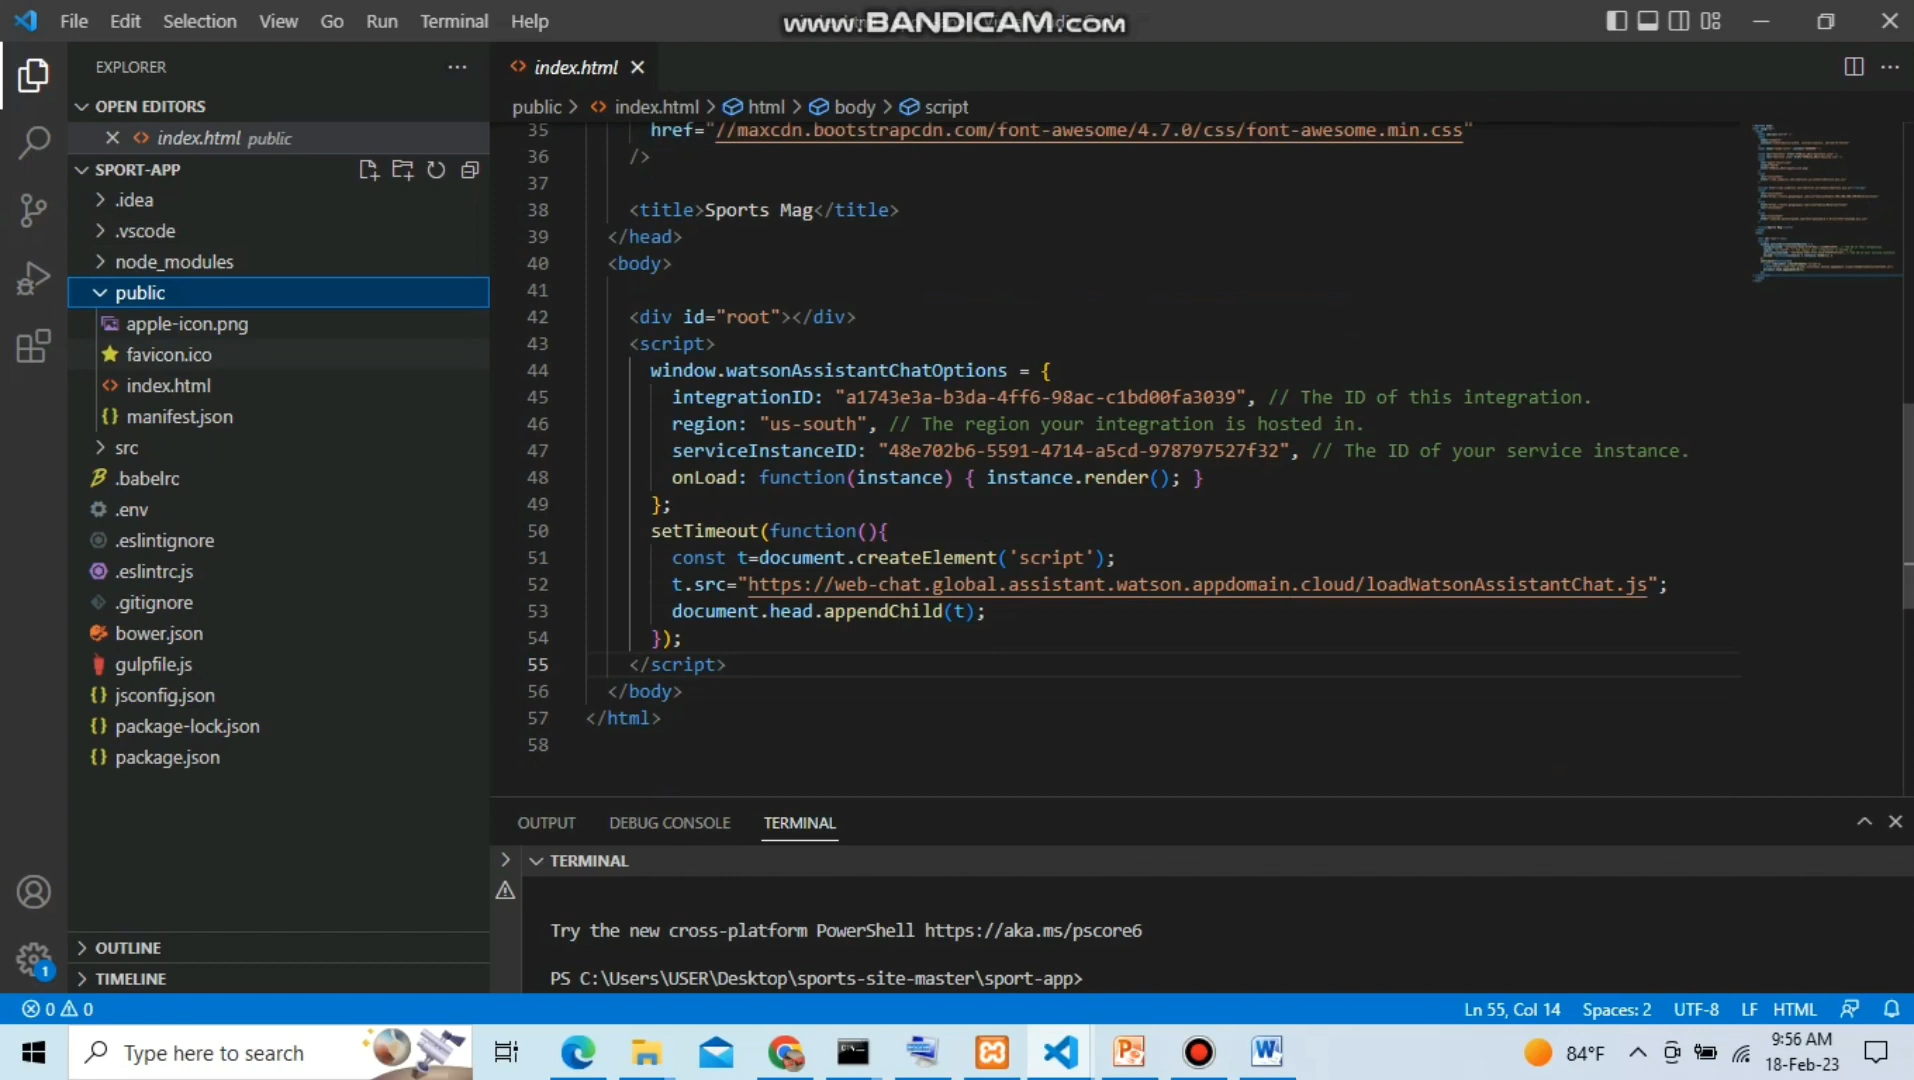 File Edit Selection View Go Run Terminal Help
www.BANDICAM.com
EXPLORER
OPEN EDITORS
index.html public
SPORT-APP
.idea
.vscode
node_modules
public
apple-icon.png
favicon.ico
index.html
manifest.json
src
.babelrc
.env
.eslintignore
.eslintrc.js
.gitignore
bower.json
gulpfile.js
jsconfig.json
package-lock.json
package.json
OUTLINE
TIMELINE
index.html
public > index.html > html > body > script
35 href="//maxcdn.bootstrapcdn.com/font-awesome/4.7.0/css/font-awesome.min.css"
36 />
37
38 <title>Sports Mag</title>
39 </head>
40 <body>
41
42 <div id="root"></div>
43 <script>
44 window.watsonAssistantChatOptions = {
45 integrationID: "a1743e3a-b3da-4ff6-98ac-c1bd00fa3039", // The ID of this integration.
46 region: "us-south", // The region your integration is hosted in.
47 serviceInstanceID: "48e702b6-5591-4714-a5cd-978797527f32", // The ID of your service instance.
48 onLoad: function(instance) { instance.render(); }
49 };
50 setTimeout(function(){
51 const t=document.createElement('script');
52 t.src="https://web-chat.global.assistant.watson.appdomain.cloud/loadWatsonAssistantChat.js";
53 document.head.appendChild(t);
54 });
55 </script>
56 </body>
57 </html>
58
OUTPUT DEBUG CONSOLE TERMINAL
TERMINAL
Try the new cross-platform PowerShell https://aka.ms/pscore6
PS C:\Users\USER\Desktop\sports-site-master\sport-app>
1
0 0
Ln 55, Col 14 Spaces: 2 UTF-8 LF HTML
Type here to search
84°F
9:56 AM
18-Feb-23